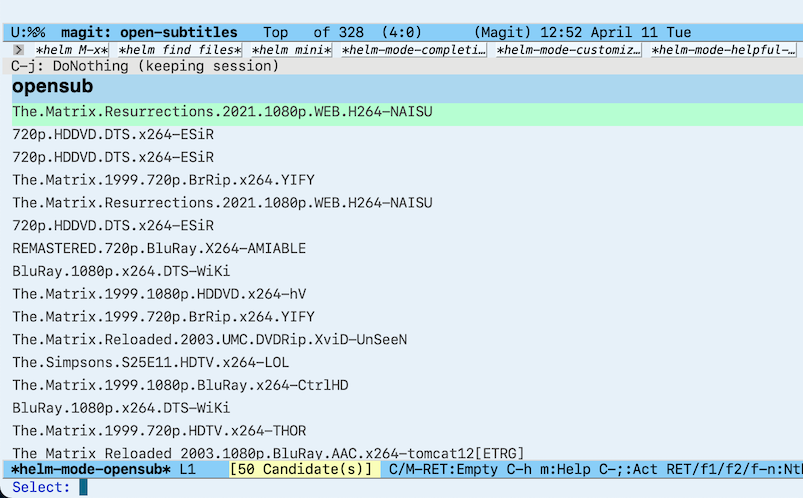 U:%% magit: open-subtitles Top of 328 (4:0) (Magit) 12:52 April 11 Tue
> *helm M-x* *helm find files* *helm mini* *helm-mode-completi… *helm-mode-customiz… *helm-mode-helpful-…
C-j: DoNothing (keeping session)
opensub
The.Matrix.Resurrections.2021.1080p.WEB.H264-NAISU
720p.HDDVD.DTS.x264-ESiR
720p.HDDVD.DTS.x264-ESiR
The.Matrix.1999.720p.BrRip.x264.YIFY
The.Matrix.Resurrections.2021.1080p.WEB.H264-NAISU
720p.HDDVD.DTS.x264-ESiR
REMASTERED.720p.BluRay.X264-AMIABLE
BluRay.1080p.x264.DTS-WiKi
The.Matrix.1999.1080p.HDDVD.x264-hV
The.Matrix.1999.720p.BrRip.x264.YIFY
The.Matrix.Reloaded.2003.UMC.DVDRip.XviD-UnSeeN
The.Simpsons.S25E11.HDTV.x264-LOL
The.Matrix.1999.1080p.BluRay.x264-CtrlHD
BluRay.1080p.x264.DTS-WiKi
The.Matrix.1999.720p.HDTV.x264-THOR
The Matrix Reloaded 2003.1080p.BluRay.AAC.x264-tomcat12[ETRG]
*helm-mode-opensub* L1 [50 Candidate(s)] C/M-RET:Empty C-h m:Help C-;:Act RET/f1/f2/f-n:Nth
Select: